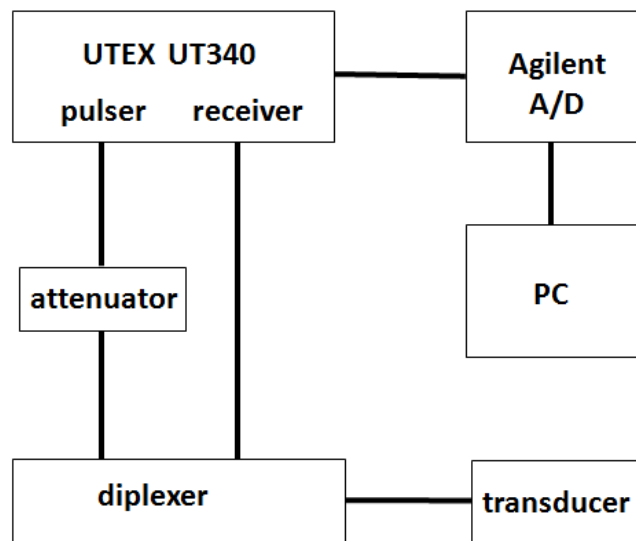 UTEX UT340
pulser receiver
Agilent
A/D
attenuator
PC
diplexer
transducer